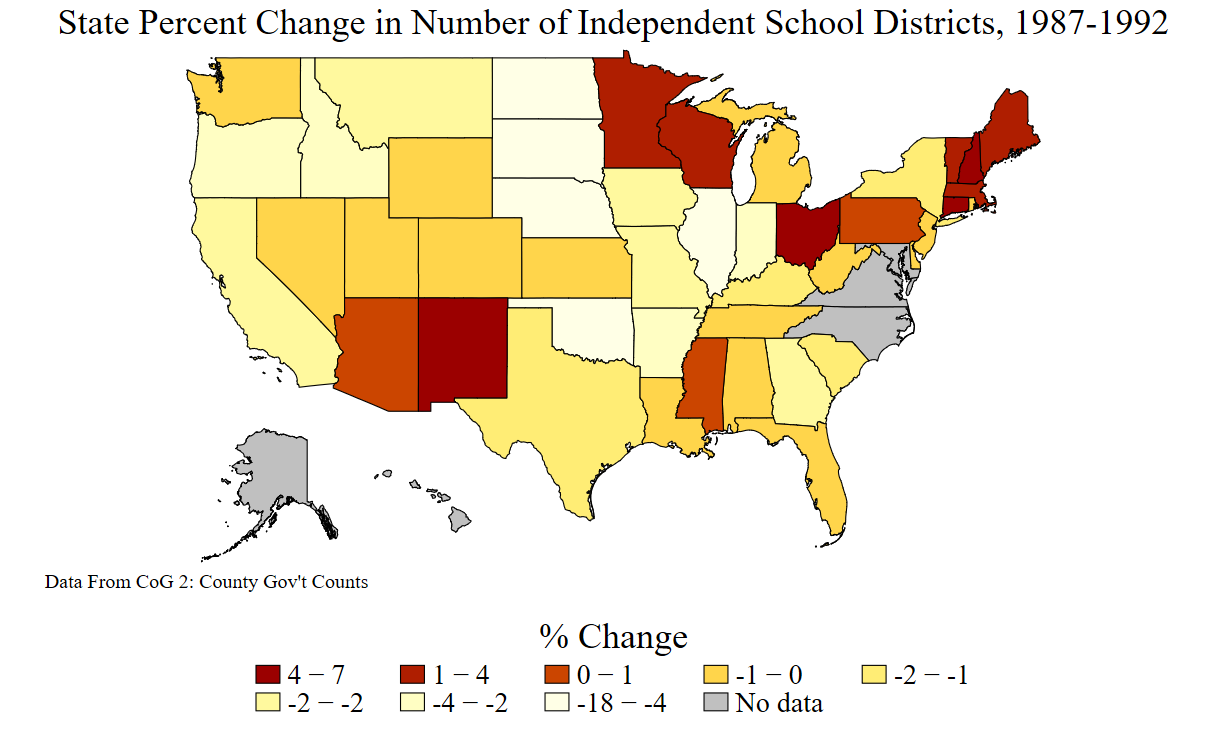 State Percent Change in Number of Independent School Districts, 1987-1992
Data From CoG 2: County Gov't Counts
% Change
4 − 7 1 − 4 0 − 1 -1 − 0 -2 − -1
-2 − -2 -4 − -2 -18 − -4 No data